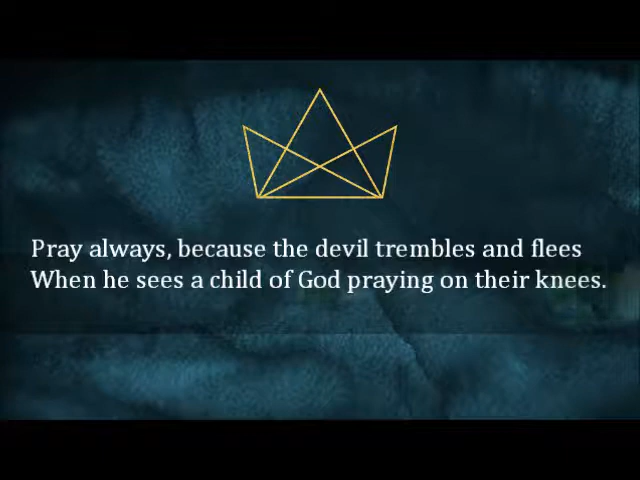 Pray always, because the devil trembles and flees
When he sees a child of God praying on their knees.